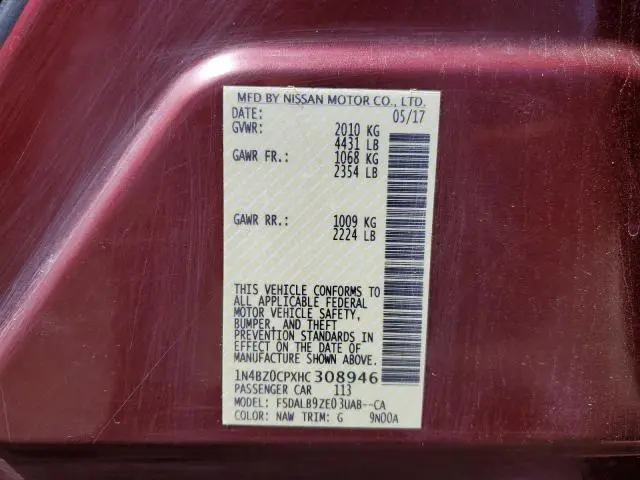 MFD BY NISSAN MOTOR CO., LTD.
DATE: 05/17
GVWR: 2010 KG
4431 LB
GAWR FR.: 1068 KG
2354 LB
GAWR RR.: 1009 KG
2224 LB
THIS VEHICLE CONFORMS TO
ALL APPLICABLE FEDERAL
MOTOR VEHICLE SAFETY,
BUMPER, AND THEFT
PREVENTION STANDARDS IN
EFFECT ON THE DATE OF
MANUFACTURE SHOWN ABOVE.
1N4BZ0CPXHC308946
PASSENGER CAR 113
MODEL: FSDALB9ZE03UAB--CA
COLOR: NAW TRIM: G 9N00A